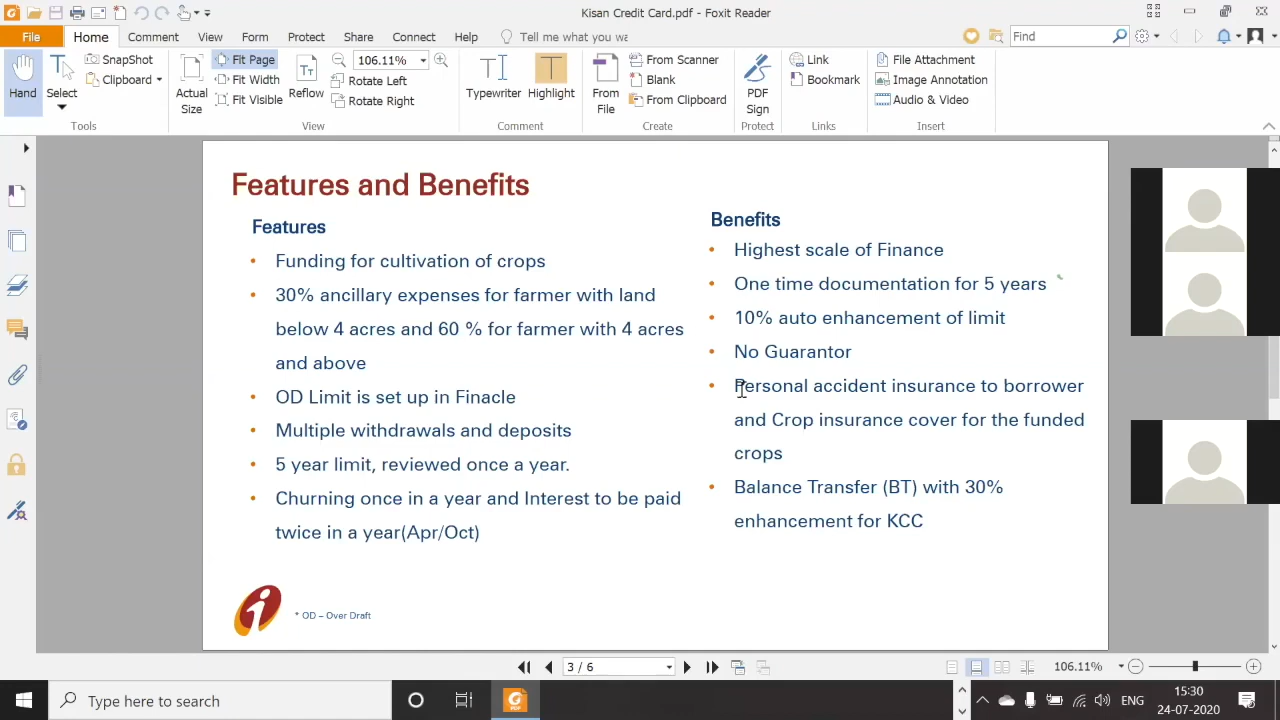 Kisan Credit Card.pdf - Foxit Reader
File Home Comment View Form Protect Share Connect Help Tell me what you wa Find
Hand
Select
SnapShot
Clipboard
Tools
Actual Size
Fit Page
Fit Width
Fit Visible
Reflow
106.11%
Rotate Left
Rotate Right
View
Typewriter
Highlight
Comment
From File
From Scanner
Blank
From Clipboard
Create
PDF Sign
Protect
Link
Bookmark
Links
File Attachment
Image Annotation
Audio & Video
Insert
Features and Benefits
Features
Funding for cultivation of crops
30% ancillary expenses for farmer with land
below 4 acres and 60 % for farmer with 4 acres
and above
OD Limit is set up in Finacle
Multiple withdrawals and deposits
5 year limit, reviewed once a year.
Churning once in a year and Interest to be paid
twice in a year(Apr/Oct)
Benefits
Highest scale of Finance
One time documentation for 5 years
10% auto enhancement of limit
No Guarantor
Personal accident insurance to borrower
and Crop insurance cover for the funded
crops
Balance Transfer (BT) with 30%
enhancement for KCC
* OD – Over Draft
3 / 6
106.11%
Type here to search
ENG
15:30
24-07-2020